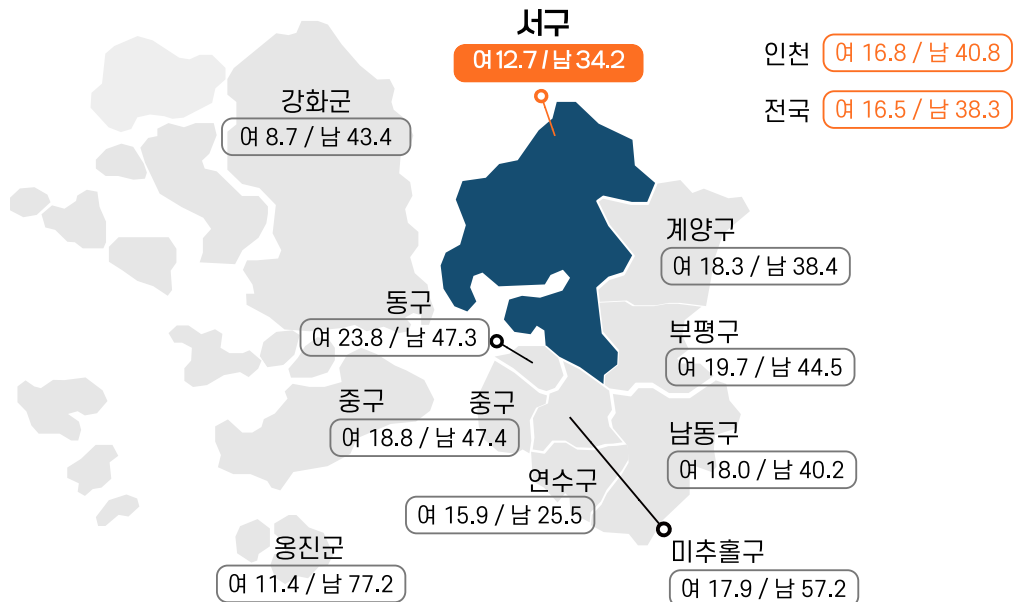 서구
여12.7/남34.2
인천 여 16.8 / 남 40.8
전국 여 16.5 / 남 38.3
강화군
여 8.7 / 남 43.4
계양구
여 18.3 / 남 38.4
동구
여 23.8 / 남 47.3
부평구
여 19.7 / 남 44.5
중구 중구
여 18.8 / 남 47.4
남동구
여 18.0 / 남 40.2
연수구
여 15.9 / 남 25.5
옹진군
여 11.4 / 남 77.2
미추홀구
여 17.9 / 남 57.2